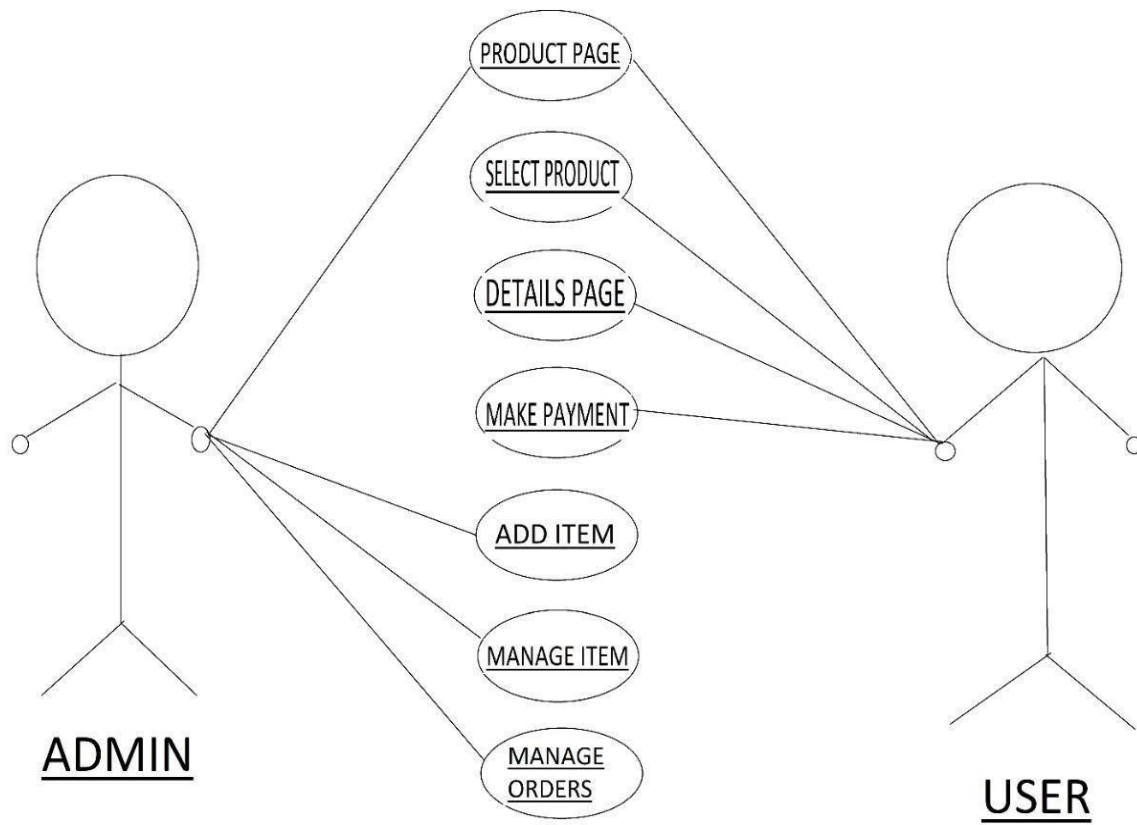 PRODUCT PAGE
SELECT PRODUCT
DETAILS PAGE
MAKE PAYMENT
ADD ITEM
MANAGE ITEM
MANAGE
ORDERS
ADMIN
USER